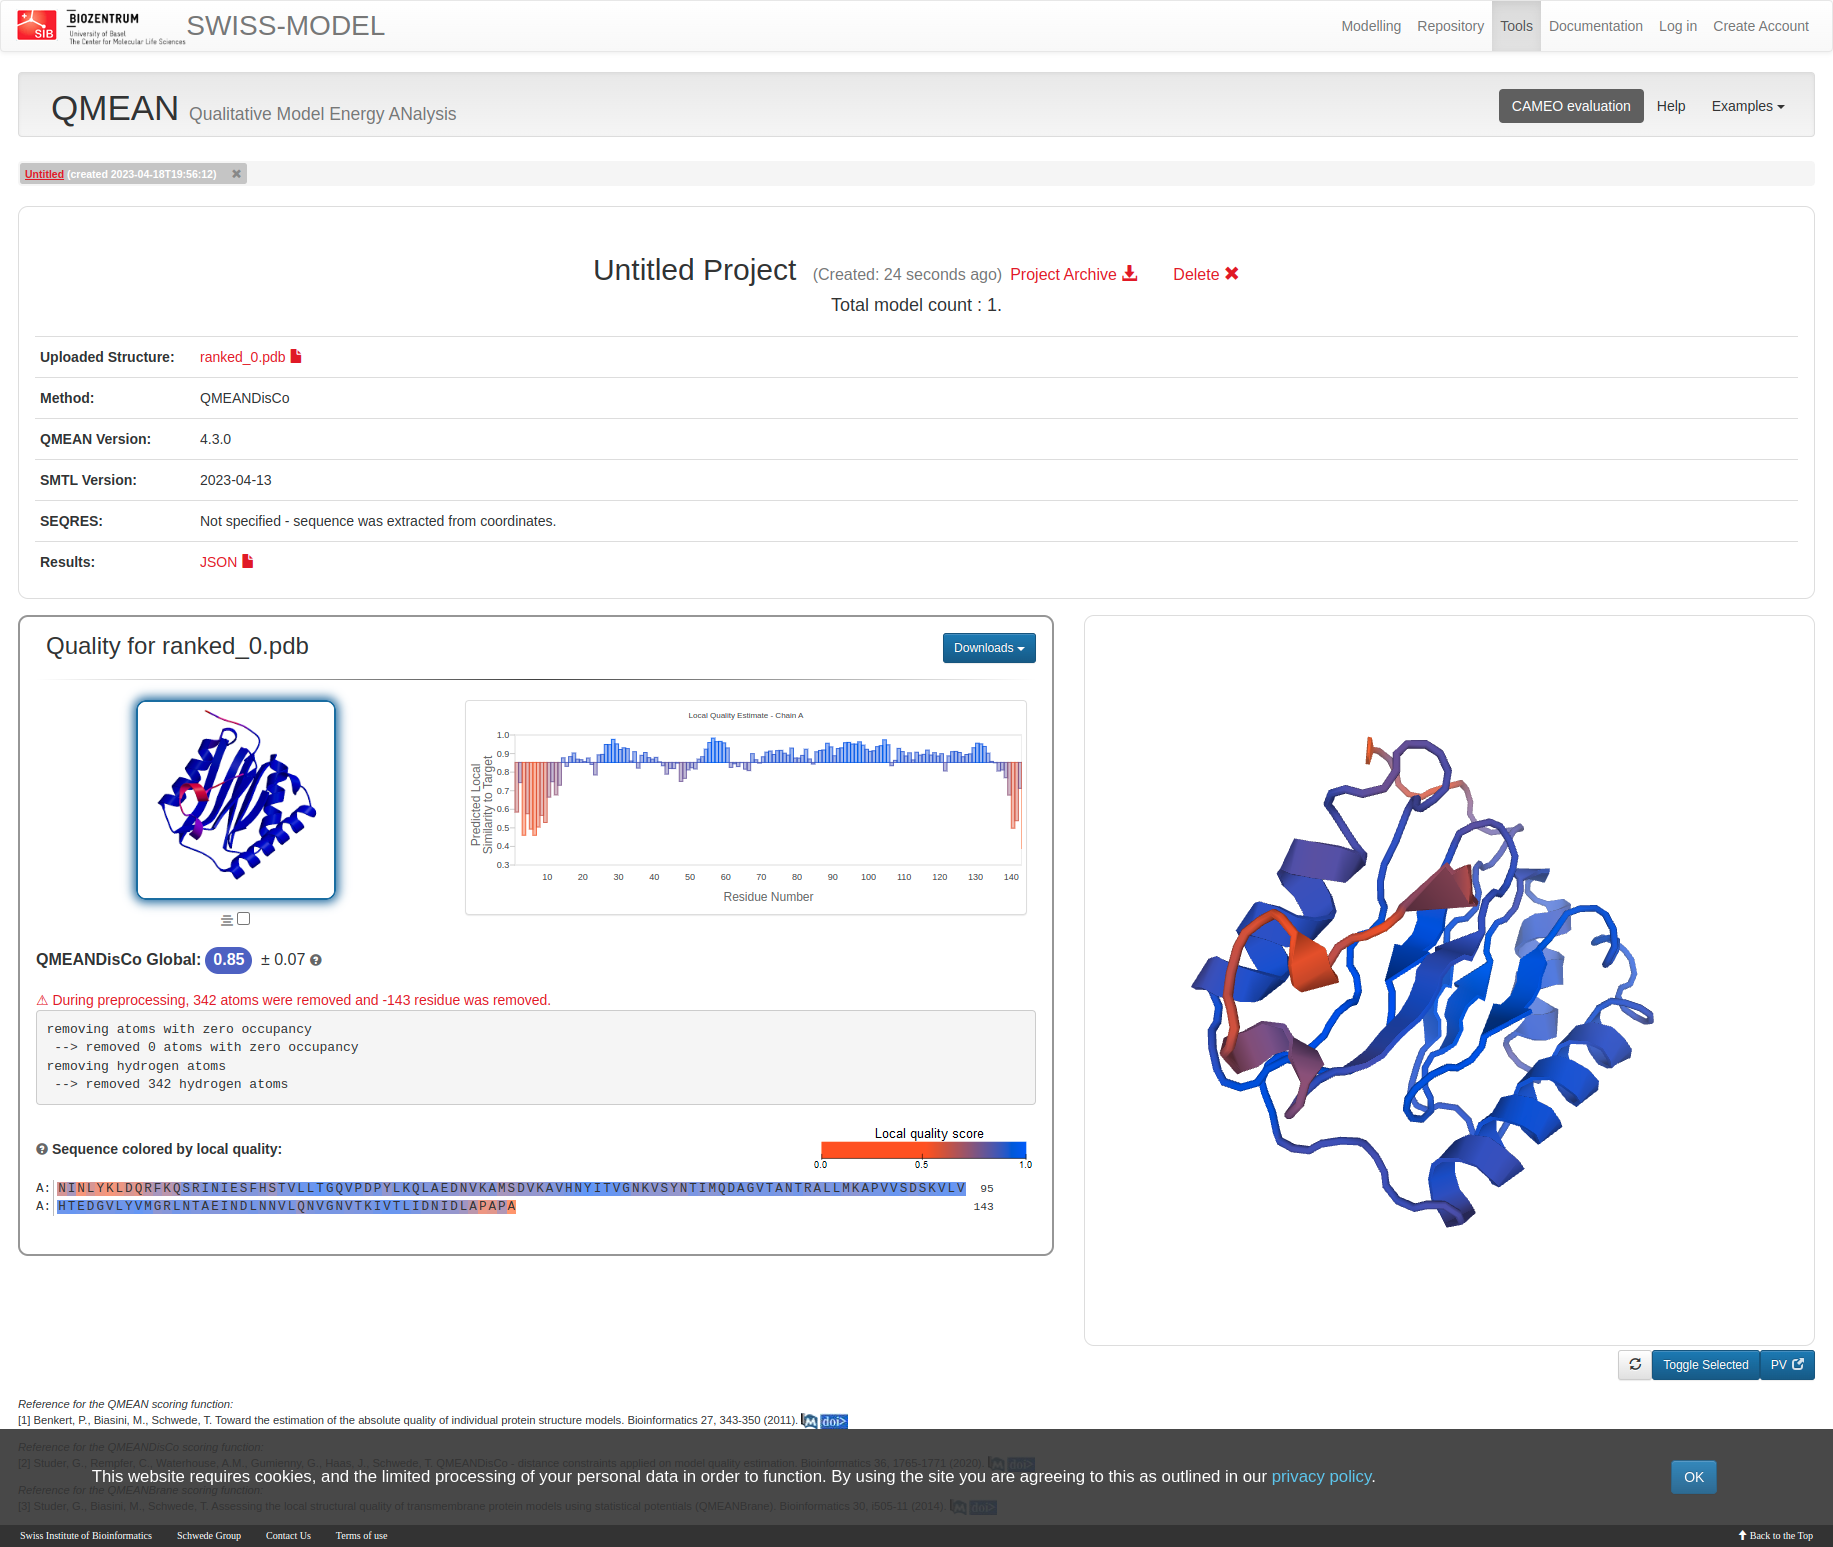 SIB
BIOZENTRUM
University of Basel
The Center for Molecular Life Sciences
SWISS-MODEL
Modelling
Repository
Tools
Documentation
Log in
Create Account
QMEAN Qualitative Model Energy ANalysis
CAMEO evaluation
Help
Examples
Untitled (created 2023-04-18T19:56:12)
Untitled Project (Created: 24 seconds ago) Project Archive Delete
Total model count : 1.
Uploaded Structure: ranked_0.pdb
Method: QMEANDisCo
QMEAN Version: 4.3.0
SMTL Version: 2023-04-13
SEQRES: Not specified - sequence was extracted from coordinates.
Results: JSON
Quality for ranked_0.pdb
Downloads
Local Quality Estimate - Chain A
1.0
0.9
0.8
0.7
0.6
0.5
0.4
0.3
Predicted Local
Similarity to Target
10 20 30 40 50 60 70 80 90 100 110 120 130 140
Residue Number
QMEANDisCo Global: 0.85 ± 0.07
⚠ During preprocessing, 342 atoms were removed and -143 residue was removed.
removing atoms with zero occupancy
--> removed 0 atoms with zero occupancy
removing hydrogen atoms
--> removed 342 hydrogen atoms
Sequence colored by local quality:
Local quality score
0.0 0.5 1.0
A: NINLYKLDQRFKQSRINIESFHSTVLLTGQVPDPYLKQLAEDNVKAMSDVKAVHNYITVGNKVSYNTIMQDAGVTANTRALLMKAPVVSDSKVLV 95
A: HTEDGVLYVMGRLNTAEINDLNNVLQNVGNVTKIVTLIDNIDLAPAPA 143
Toggle Selected
PV
Reference for the QMEAN scoring function:
[1] Benkert, P., Biasini, M., Schwede, T. Toward the estimation of the absolute quality of individual protein structure models. Bioinformatics 27, 343-350 (2011). M doi>
Reference for the QMEANDisCo scoring function:
[2] Studer, G., Rempfer, C., Waterhouse, A.M., Gumienny, G., Haas, J., Schwede, T. QMEANDisCo - distance constraints applied on model quality estimation. Bioinformatics 36, 1765-1771 (2020). M doi>
This website requires cookies, and the limited processing of your personal data in order to function. By using the site you are agreeing to this as outlined in our privacy policy.
OK
Reference for the QMEANBrane scoring function:
[3] Studer, G., Biasini, M., Schwede, T. Assessing the local structural quality of transmembrane protein models using statistical potentials (QMEANBrane). Bioinformatics 30, i505-11 (2014). M doi>
Swiss Institute of Bioinformatics
Schwede Group
Contact Us
Terms of use
Back to the Top